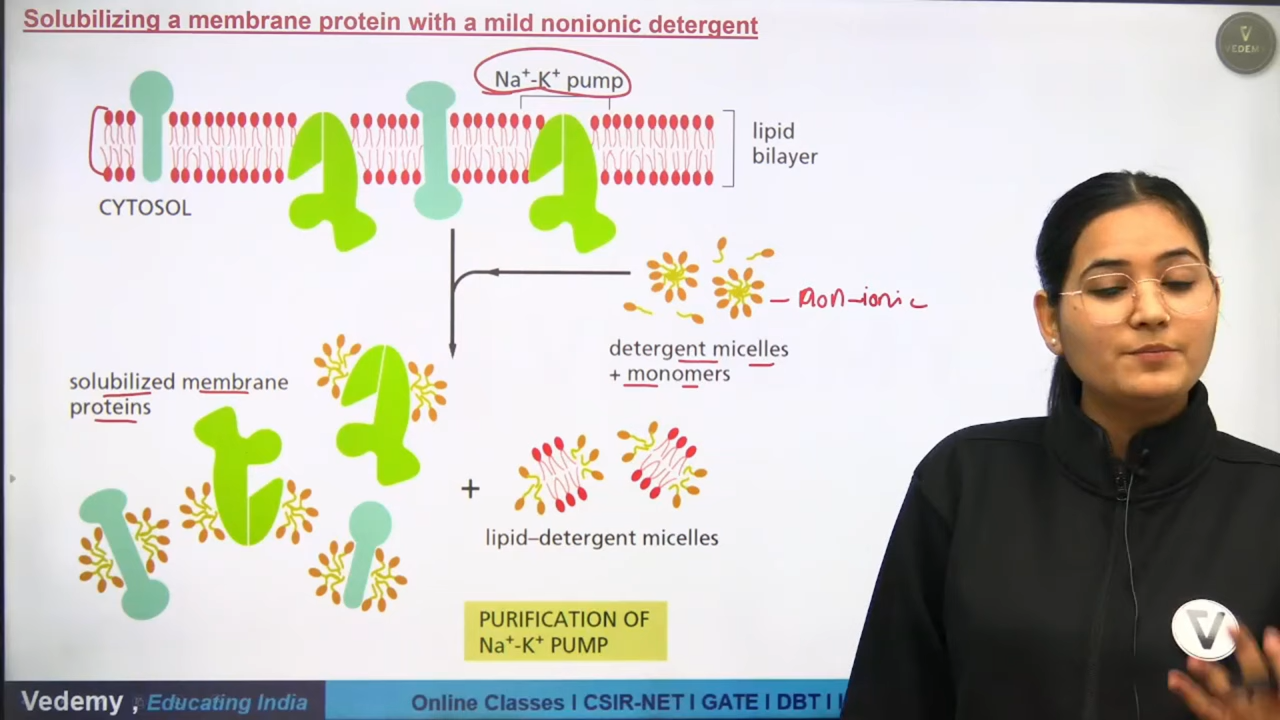 Solubilizing a membrane protein with a mild nonionic detergent
VEDEMY
Na⁺-K⁺ pump
lipid
bilayer
CYTOSOL
non-ionic
detergent micelles
+ monomers
solubilized membrane
proteins
+
lipid–detergent micelles
PURIFICATION OF
Na⁺-K⁺ PUMP
Vedemy , Educating India
Online Classes I CSIR-NET I GATE I DBT I